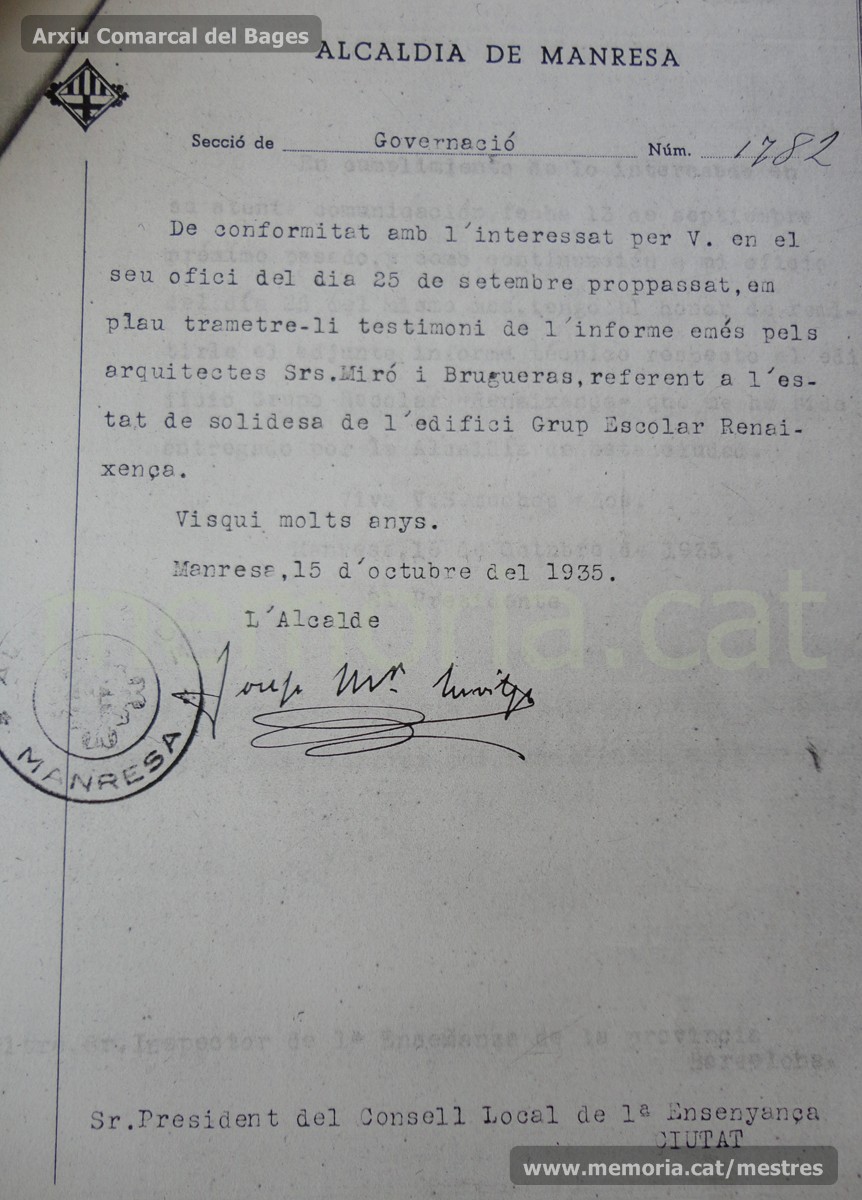 Arxiu Comarcal del Bages
ALCALDIA DE MANRESA
Secció de Governació Núm. 1782
De conformitat amb l'interessat per V. en el
seu ofici del dia 25 de setembre proppassat,em
plau trametre-li testimoni de l'informe emés pels
arquitectes Srs.Miró i Brugueras,referent a l'es-
tat de solidesa de l'edifici Grup Escolar Renai-
xença.
Visqui molts anys.
Manresa,15 d'octubre del 1935.
L'Alcalde
memoria.cat
Josep Mª
MANRESA
Sr.President del Consell Local de 1ª Ensenyança
CIUTAT
www.memoria.cat/mestres